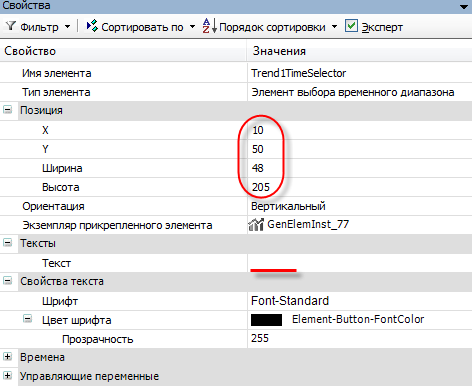 Свойства
Фильтр Сортировать по Порядок сортировки Эксперт
Свойство Значения
Имя элемента Trend1TimeSelector
Тип элемента Элемент выбора временного диапазона
Позиция
X 10
Y 50
Ширина 48
Высота 205
Ориентация Вертикальный
Экземпляр прикрепленного элемента GenElemInst_77
Тексты
Текст
Свойства текста
Шрифт Font-Standard
Цвет шрифта Element-Button-FontColor
Прозрачность 255
Времена
Управляющие переменные